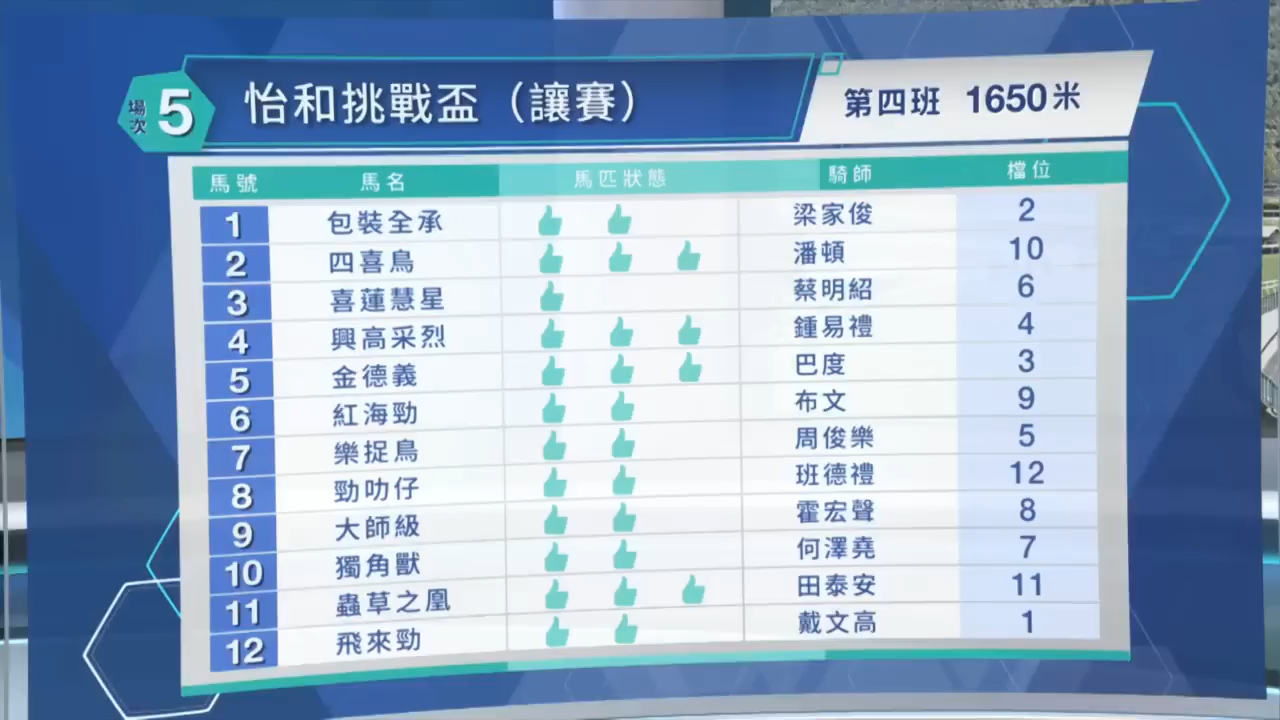 場次 5 怡和挑戰盃（讓賽） 第四班 1650米
馬號 馬名 馬匹狀態 騎師 檔位
1 包裝全承 梁家俊 2
2 四喜鳥 潘頓 10
3 喜蓮慧星 蔡明紹 6
4 興高采烈 鍾易禮 4
5 金德義 巴度 3
6 紅海勁 布文 9
7 樂捉鳥 周俊樂 5
8 勁叻仔 班德禮 12
9 大師級 霍宏聲 8
10 獨角獸 何澤堯 7
11 蟲草之凰 田泰安 11
12 飛來勁 戴文高 1